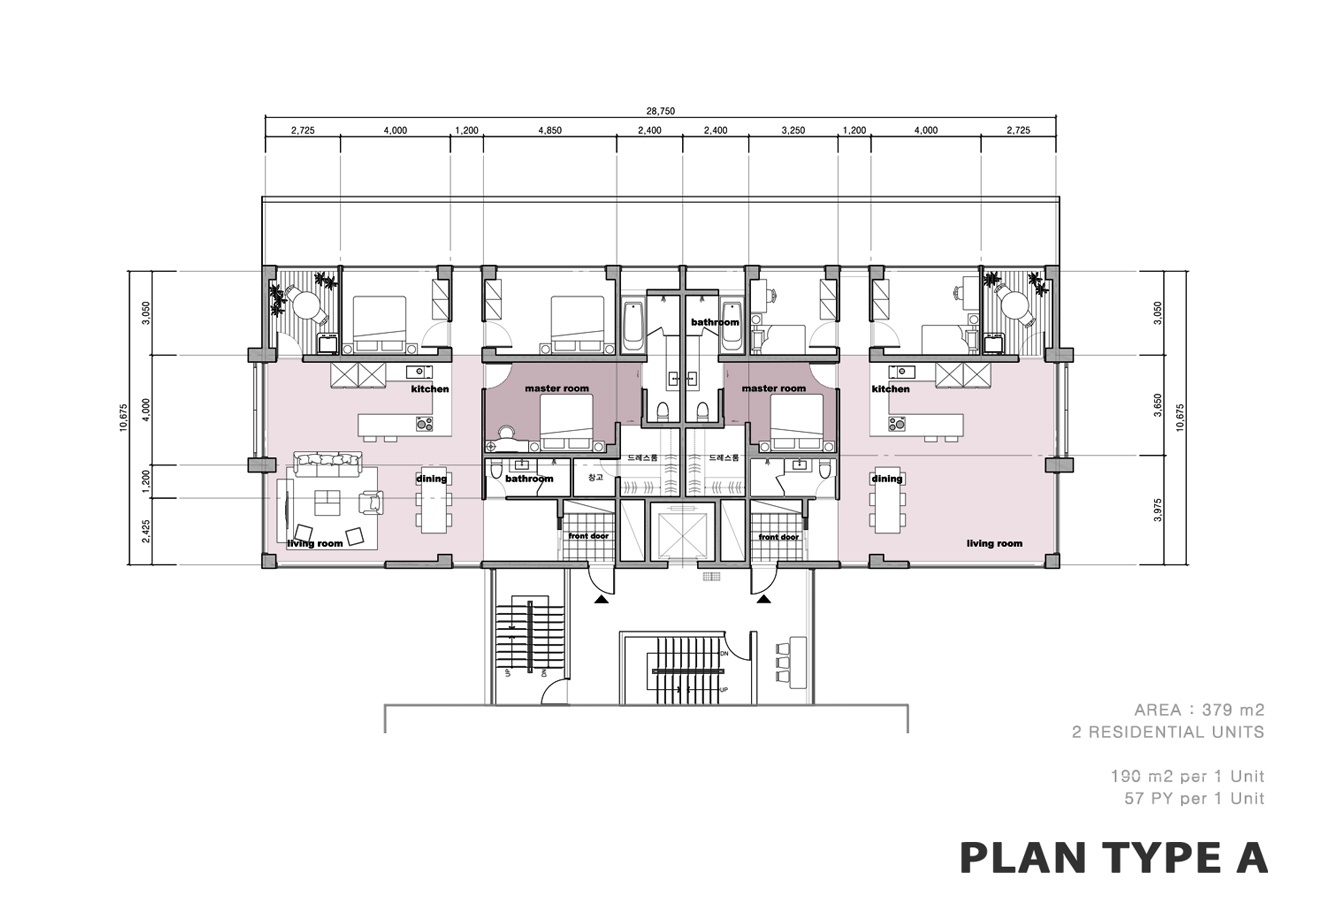 28,750
2,725 4,000 1,200 4,850 2,400 2,400 3,250 1,200 4,000 2,725
3,050
4,000
1,200
2,425
10,675
3,050
3,650
3,975
10,675
bathroom
kitchen
master room
master room
kitchen
드레스룸
드레스룸
dining
bathroom
창고
dining
living room
front door
front door
living room
UP
DN
DN
UP
AREA : 379 m2
2 RESIDENTIAL UNITS
190 m2 per 1 Unit
57 PY per 1 Unit
PLAN TYPE A